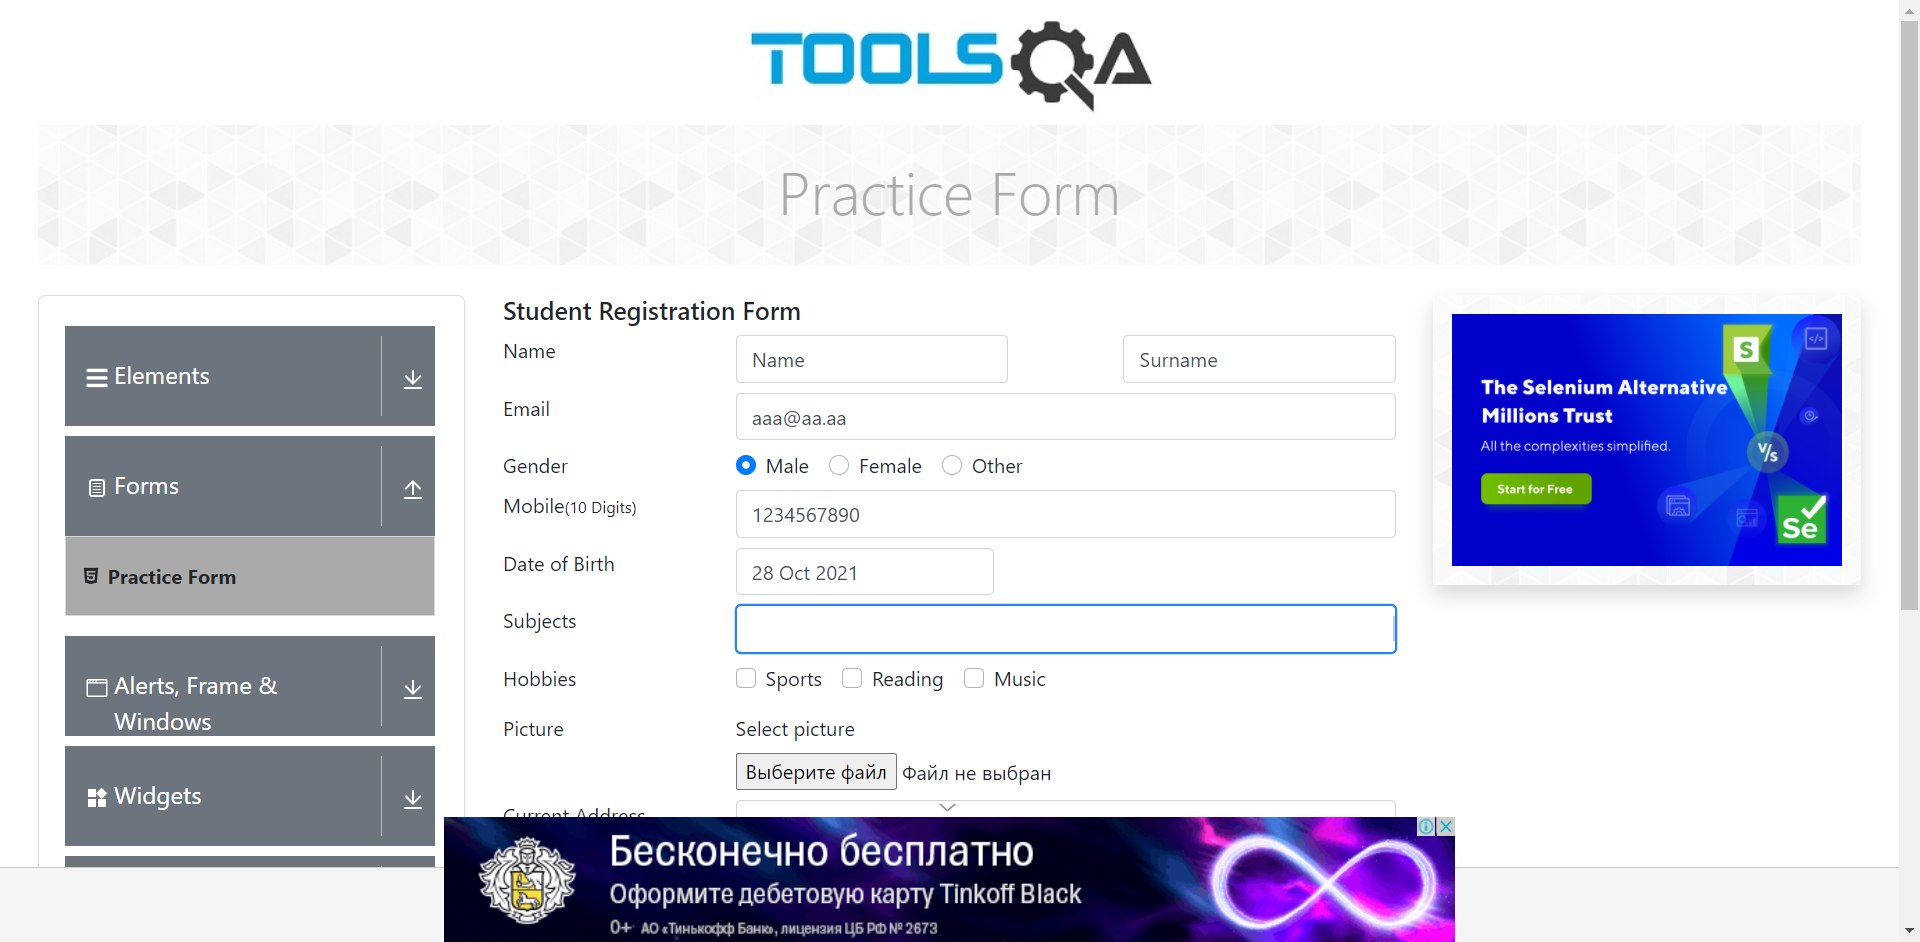 TOOLSQA
Practice Form
Elements
Forms
Practice Form
Alerts, Frame &
Windows
Widgets
Student Registration Form
Name
Name
Surname
Email
aaa@aa.aa
Gender
Male
Female
Other
Mobile(10 Digits)
1234567890
Date of Birth
28 Oct 2021
Subjects
Hobbies
Sports
Reading
Music
Picture
Select picture
Выберите файл
Файл не выбран
Current Address
S
</>
The Selenium Alternative
Millions Trust
All the complexities simplified.
V/s
Start for Free
Se
Бесконечно бесплатно
Оформите дебетовую карту Tinkoff Black
0+ АО «Тинькофф Банк», лицензия ЦБ РФ № 2673